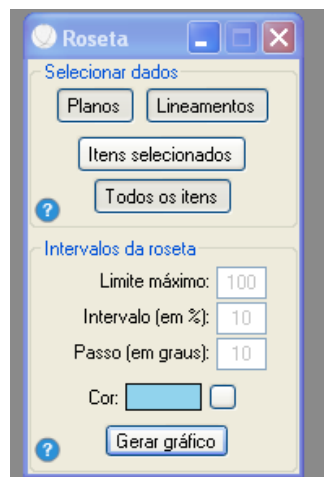 Roseta
Selecionar dados
Planos Lineamentos
Itens selecionados
Todos os itens
?
Intervalos da roseta
Limite máximo: 100
Intervalo (em %): 10
Passo (em graus): 10
Cor:
Gerar gráfico
?